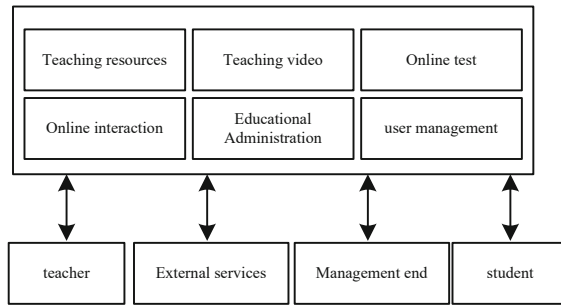 Teaching resources
Teaching video
Online test
Online interaction
Educational
Administration
user management
teacher
External services
Management end
student